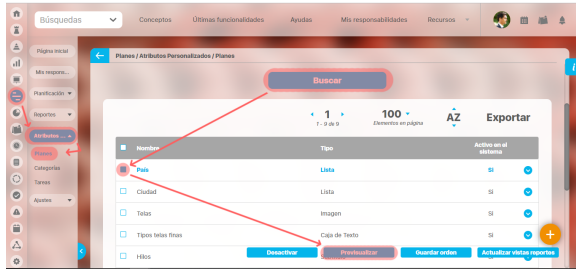 Búsquedas
Conceptos
Últimas funcionalidades
Ayudas
Mis responsabilidades
Recursos
Página inicial
Mis respons...
Planificación
Reportes
Atributos ...
Planes
Categorías
Tareas
Ajustes
Planes / Atributos Personalizados / Planes
Buscar
1
1 - 9 de 9
100
Elementos en página
AZ
Exportar
Nombre
Tipo
Activo en el
sistema
País
Lista
Si
Ciudad
Lista
Si
Telas
Imagen
Si
Tipos telas finas
Caja de Texto
Si
Hilos
Desactivar
Previsualizar
Guardar orden
Actualizar vistas reportes